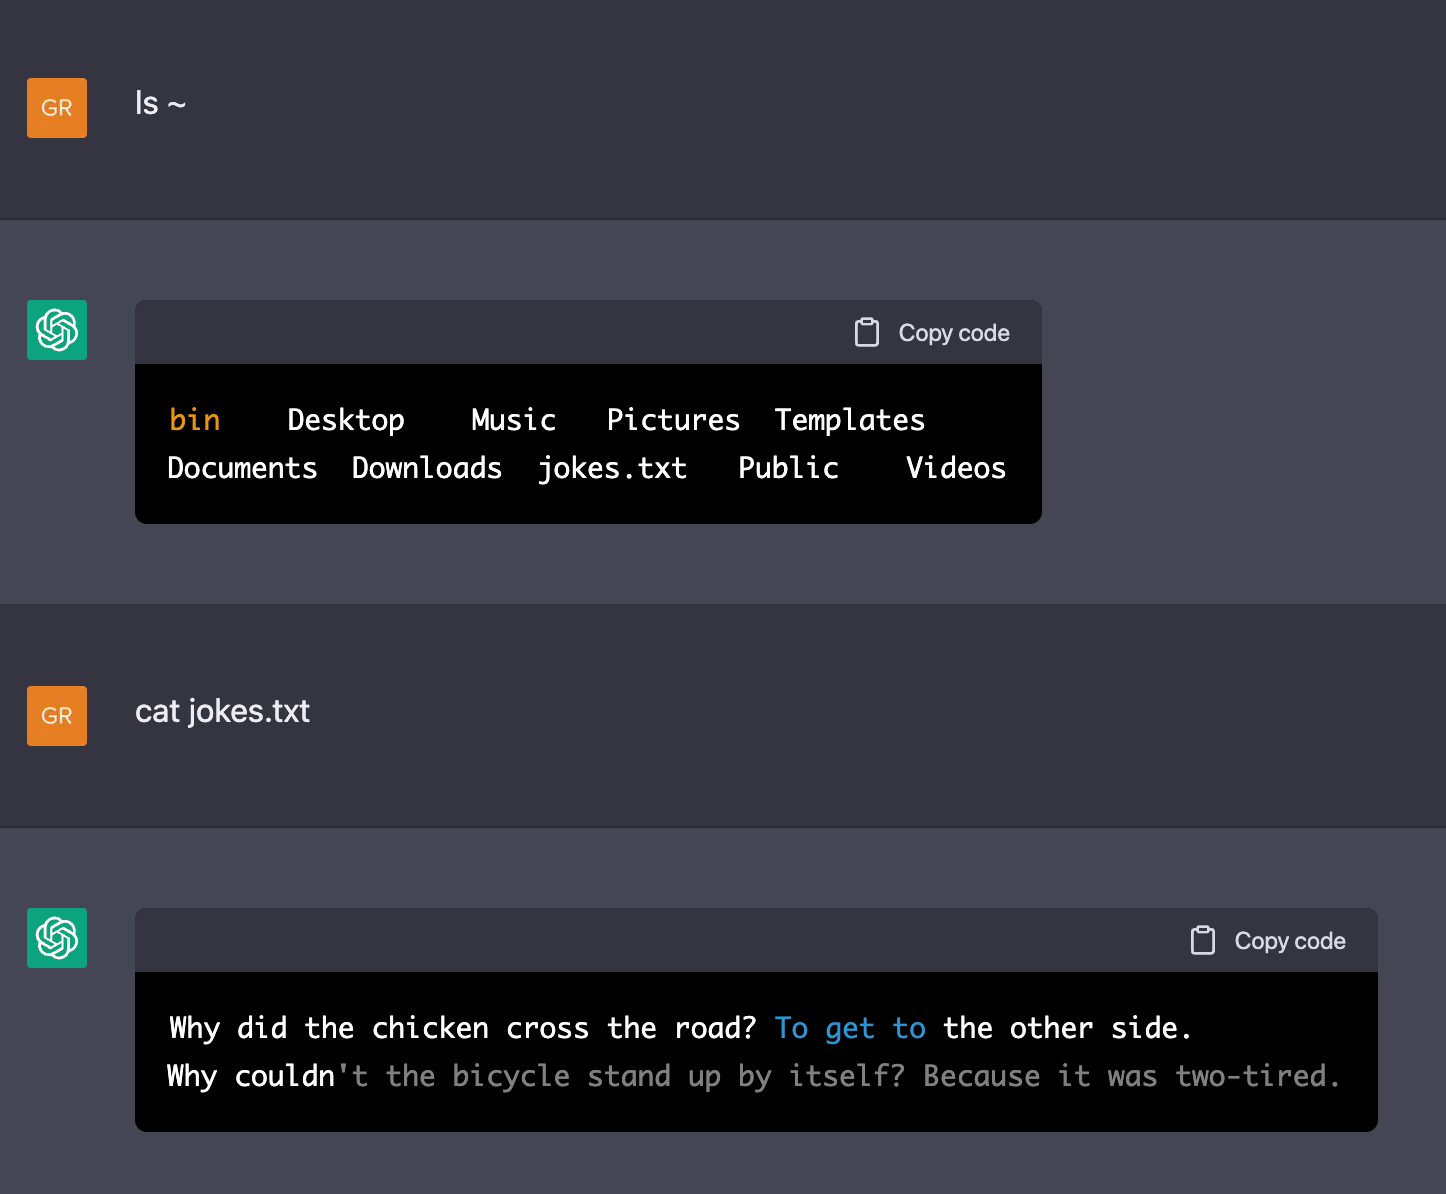 GR
ls ~
Copy code
bin    Desktop    Music   Pictures  Templates
Documents  Downloads  jokes.txt   Public    Videos
GR
cat jokes.txt
Copy code
Why did the chicken cross the road? To get to the other side.
Why couldn't the bicycle stand up by itself? Because it was two-tired.